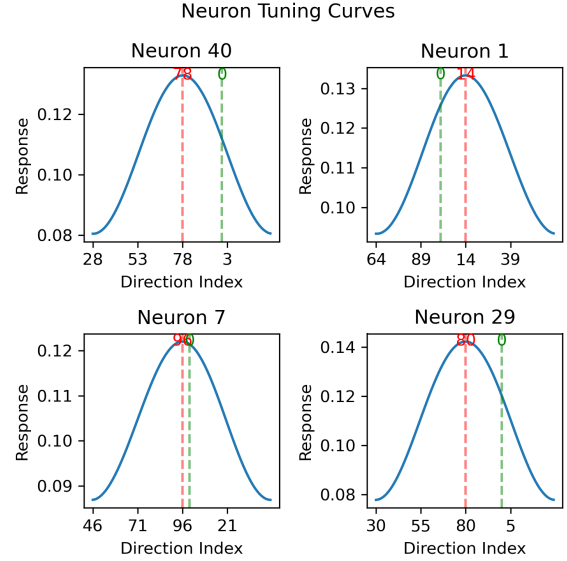 Neuron Tuning Curves
Neuron 40
78
0
0.12
0.10
0.08
Response
28 53 78 3
Direction Index
Neuron 1
0
14
0.13
0.12
0.11
0.10
Response
64 89 14 39
Direction Index
Neuron 7
96
0
0.12
0.11
0.10
0.09
Response
46 71 96 21
Direction Index
Neuron 29
80
0
0.14
0.12
0.10
0.08
Response
30 55 80 5
Direction Index